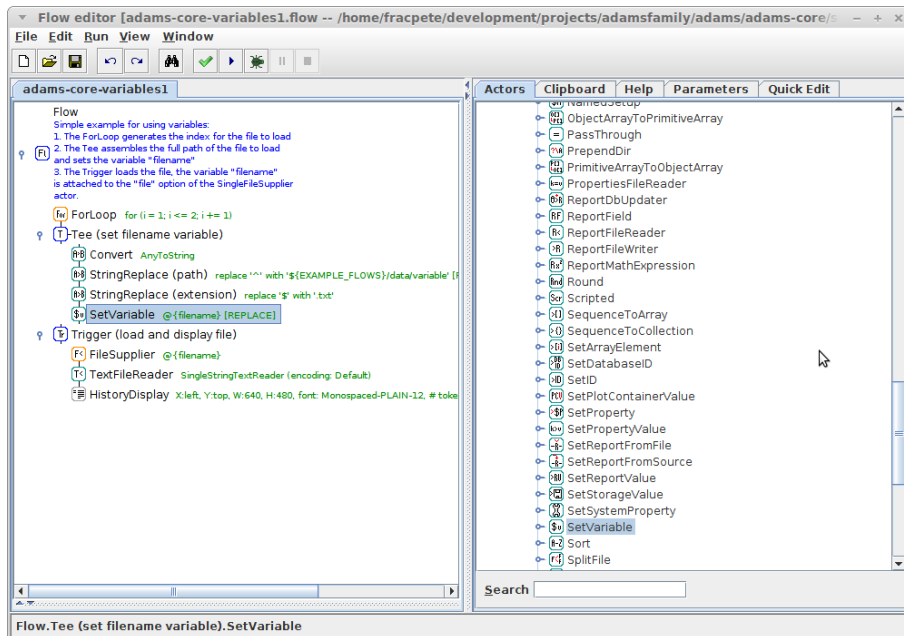 Flow editor [adams-core-variables1.flow -- /home/fracpete/development/projects/adamsfamily/adams/adams-core/s
File Edit Run View Window
adams-core-variables1
Flow
Simple example for using variables:
1. The ForLoop generates the index for the file to load
2. The Tee assembles the full path of the file to load
and sets the variable "filename"
3. The Trigger loads the file, the variable "filename"
is attached to the "file" option of the SingleFileSupplier
actor.
ForLoop for (i = 1; i <= 2; i += 1)
Tee (set filename variable)
Convert AnyToString
StringReplace (path) replace '^' with '${EXAMPLE_FLOWS}/data/variable' [
StringReplace (extension) replace '$' with '.txt'
SetVariable @{filename} [REPLACE]
Trigger (load and display file)
FileSupplier @{filename}
TextFileReader SingleStringTextReader (encoding: Default)
HistoryDisplay X:left, Y:top, W:640, H:480, font: Monospaced-PLAIN-12, # toke
Actors Clipboard Help Parameters Quick Edit
NamedSetup
ObjectArrayToPrimitiveArray
PassThrough
PrependDir
PrimitiveArrayToObjectArray
PropertiesFileReader
ReportDbUpdater
ReportField
ReportFileReader
ReportFileWriter
ReportMathExpression
Round
Scripted
SequenceToArray
SequenceToCollection
SetArrayElement
SetDatabaseID
SetID
SetPlotContainerValue
SetProperty
SetPropertyValue
SetReportFromFile
SetReportFromSource
SetReportValue
SetStorageValue
SetSystemProperty
SetVariable
Sort
SplitFile
Search
Flow.Tee (set filename variable).SetVariable